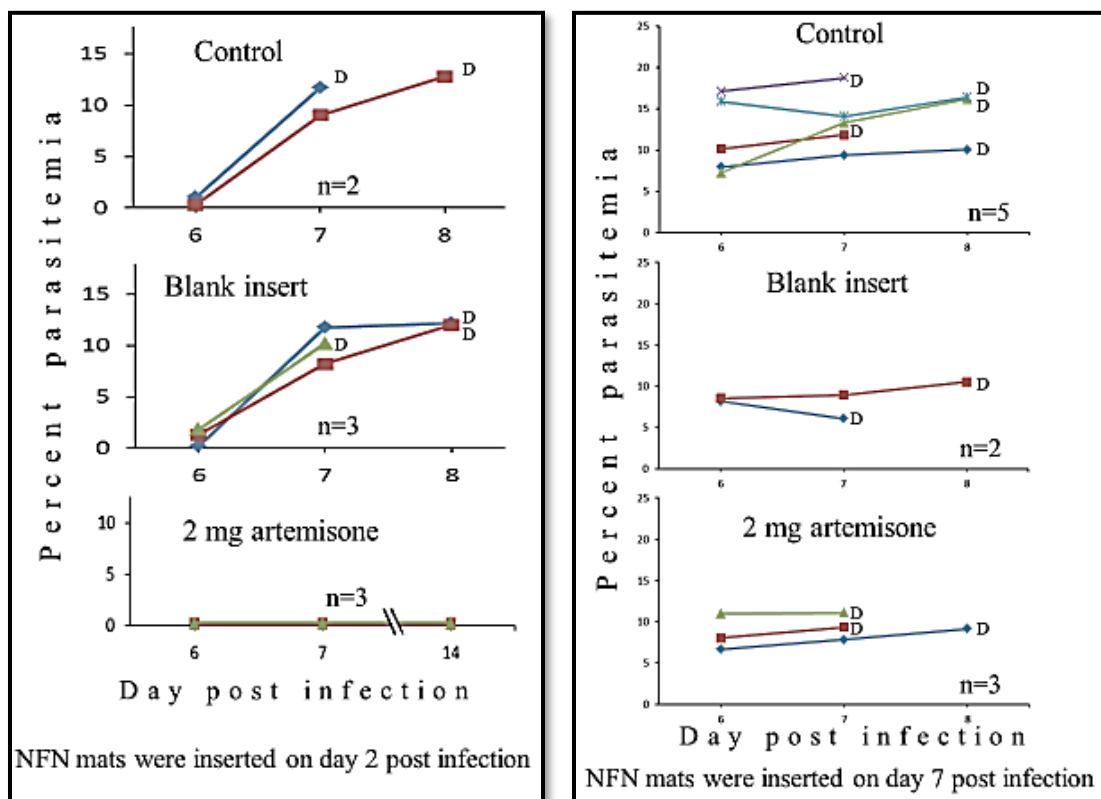 Control
15
10
5
0
D
D
n=2
6 7 8
Blank insert
15
10
5
0
D
D
D
n=3
6 7 8
2 mg artemisone
10
5
0
n=3
6 7 14
Percent parasitemia
Day post infection
NFN mats were inserted on day 2 post infection
Control
25
20
15
10
5
0
D
D
D
D
D
n=5
6 7 8
Blank insert
25
20
15
10
5
0
D
D
n=2
6 7 8
2 mg artemisone
25
20
15
10
5
0
D
D
D
n=3
6 7 8
Percent parasitemia
Day post infection
NFN mats were inserted on day 7 post infection